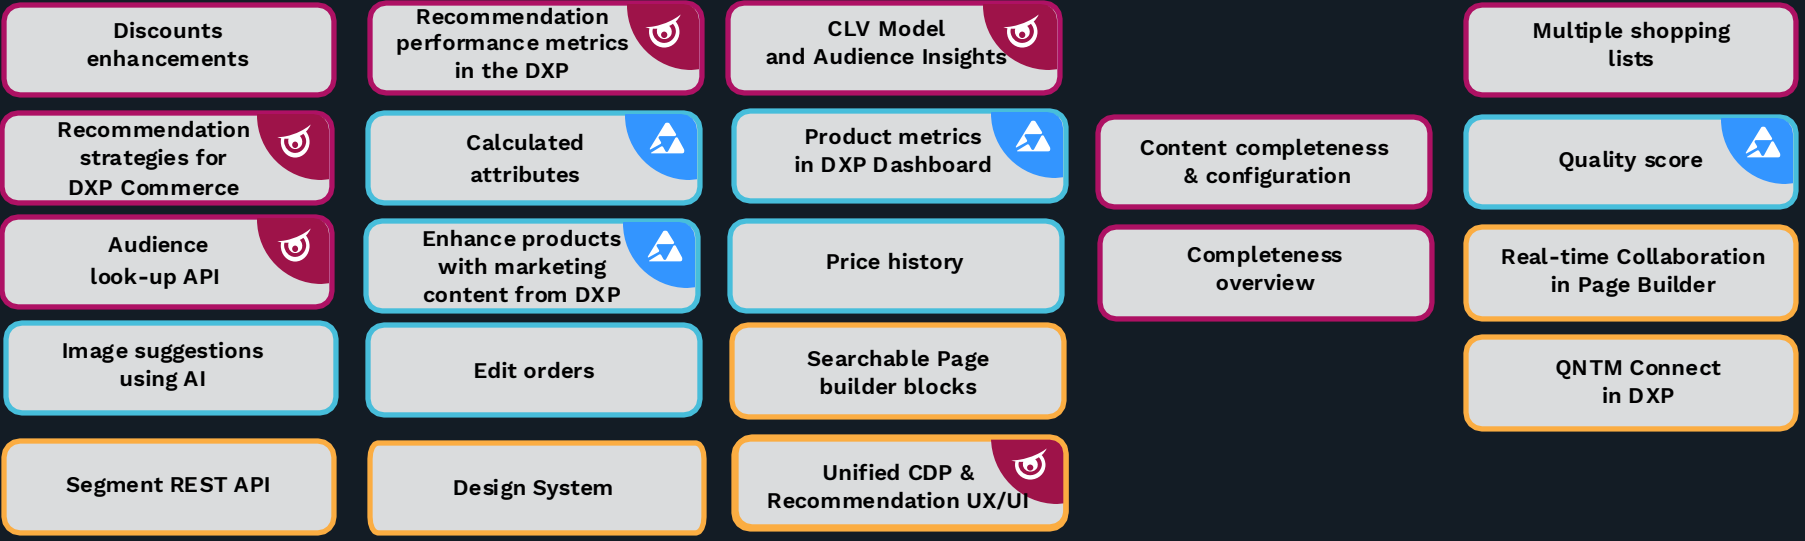 Discounts
enhancements
Recommendation
performance metrics
in the DXP
CLV Model
and Audience Insights
Multiple shopping
lists
Recommendation
strategies for
DXP Commerce
Calculated
attributes
Product metrics
in DXP Dashboard
Content completeness
& configuration
Quality score
Audience
look-up API
Enhance products
with marketing
content from DXP
Price history
Completeness
overview
Real-time Collaboration
in Page Builder
Image suggestions
using AI
Edit orders
Searchable Page
builder blocks
QNTM Connect
in DXP
Segment REST API
Design System
Unified CDP &
Recommendation UX/UI